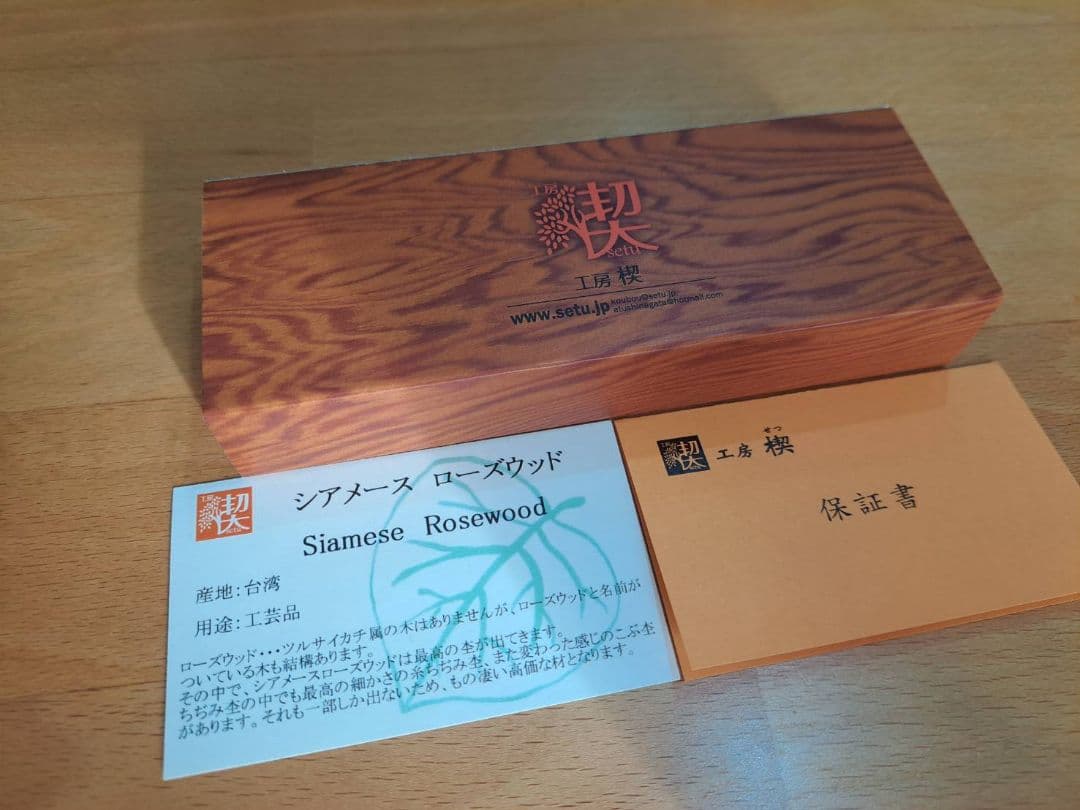 工房
楔
setu
工房 楔
www.setu.jp
koubou@setu.jp
atushinagata@hotmail.com
工房
楔
setu
シアメース ローズウッド
Siamese Rosewood
産地:台湾
用途:工芸品
ローズウッド・・・ツルサイカチ属の木はありませんが、ローズウッドと名前が
ついている木も結構あります。
その中で、シアメースローズウッドは最高の杢が出てきます。
ちぢみ杢の中でも最高の細かさの糸ちぢみ杢、また変わった感じのこぶ杢
があります。それも一部しか出ないため、もの凄い高価な材となります。
工房
楔
せつ
工房 楔
保証書